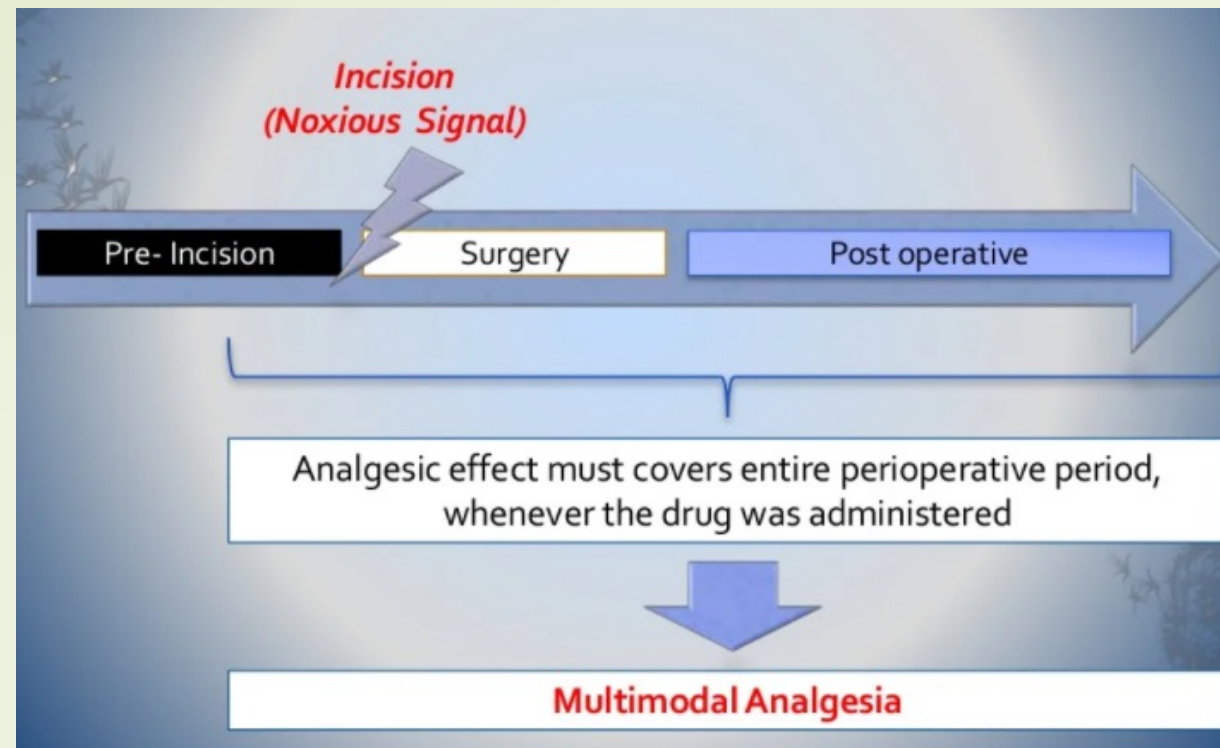 Incision
(Noxious Signal)
Pre- Incision
Surgery
Post operative
Analgesic effect must covers entire perioperative period,
whenever the drug was administered
Multimodal Analgesia